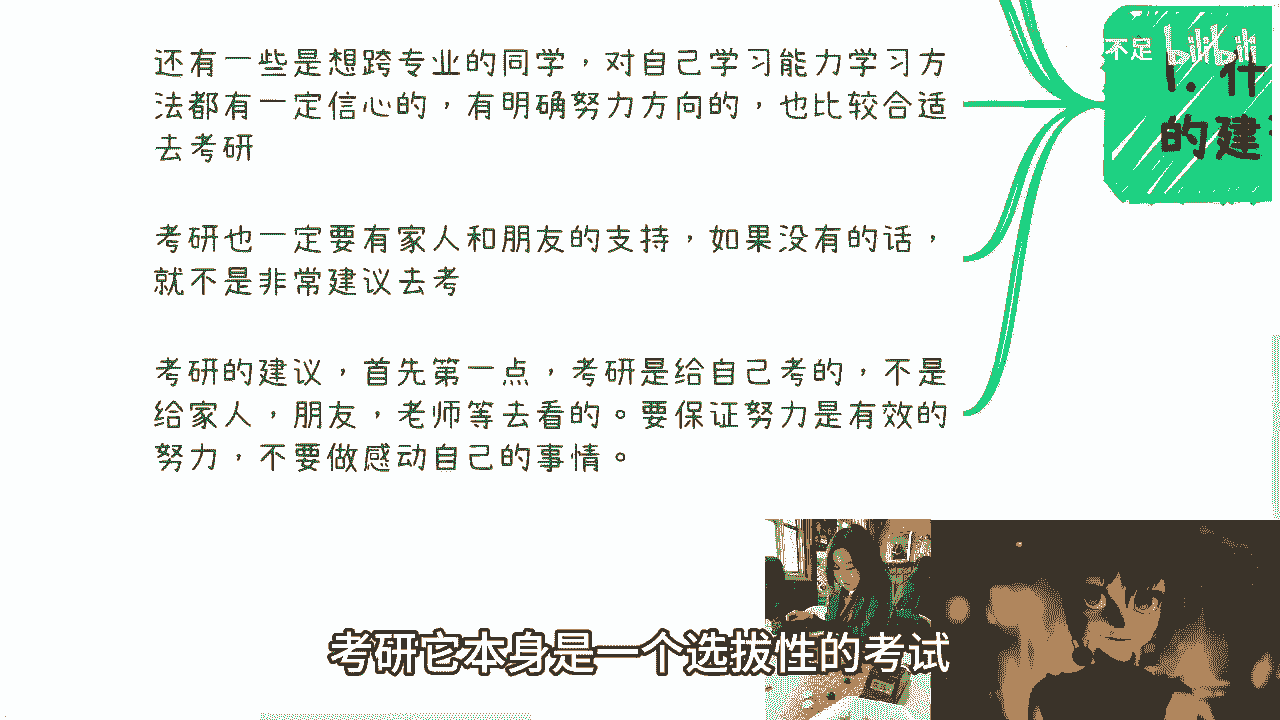 还有一些是想跨专业的同学，对自己学习能力学习方
法都有一定信心的，有明确努力方向的，也比较合适
去考研
考研也一定要有家人和朋友的支持，如果没有的话，
就不是非常建议去考
考研的建议，首先第一点，考研是给自己考的，不是
给家人，朋友，老师等去看的。要保证努力是有效的
努力，不要做感动自己的事情。
不足 bilibili
1. 什
的建
考研它本身是一个选拔性的考试